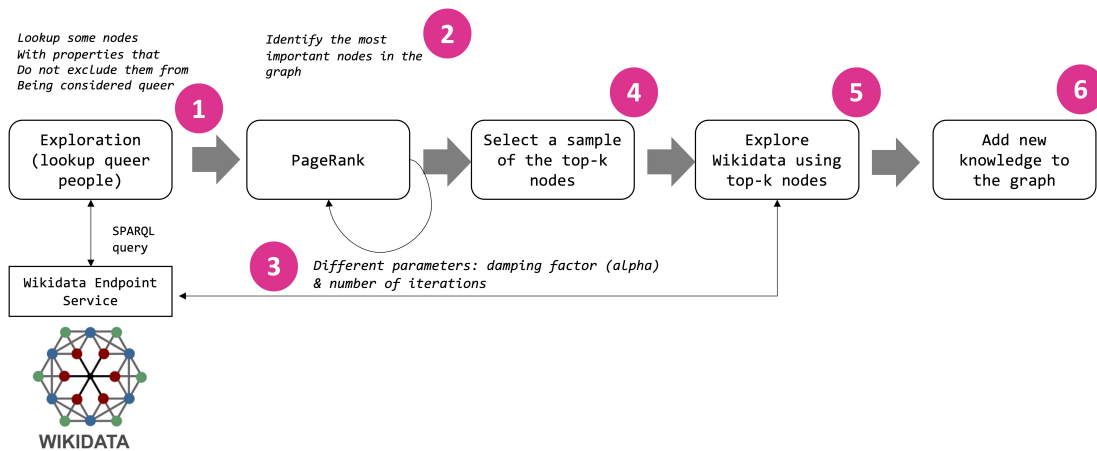 Lookup some nodes
With properties that
Do not exclude them from
Being considered queer
1
Identify the most
important nodes in the
graph
2
Exploration
(lookup queer
people)
PageRank
Select a sample
of the top-k
nodes
4
Explore
Wikidata using
top-k nodes
5
Add new
knowledge to
the graph
6
SPARQL
query
3
Different parameters: damping factor (alpha)
& number of iterations
Wikidata Endpoint
Service
WIKIDATA